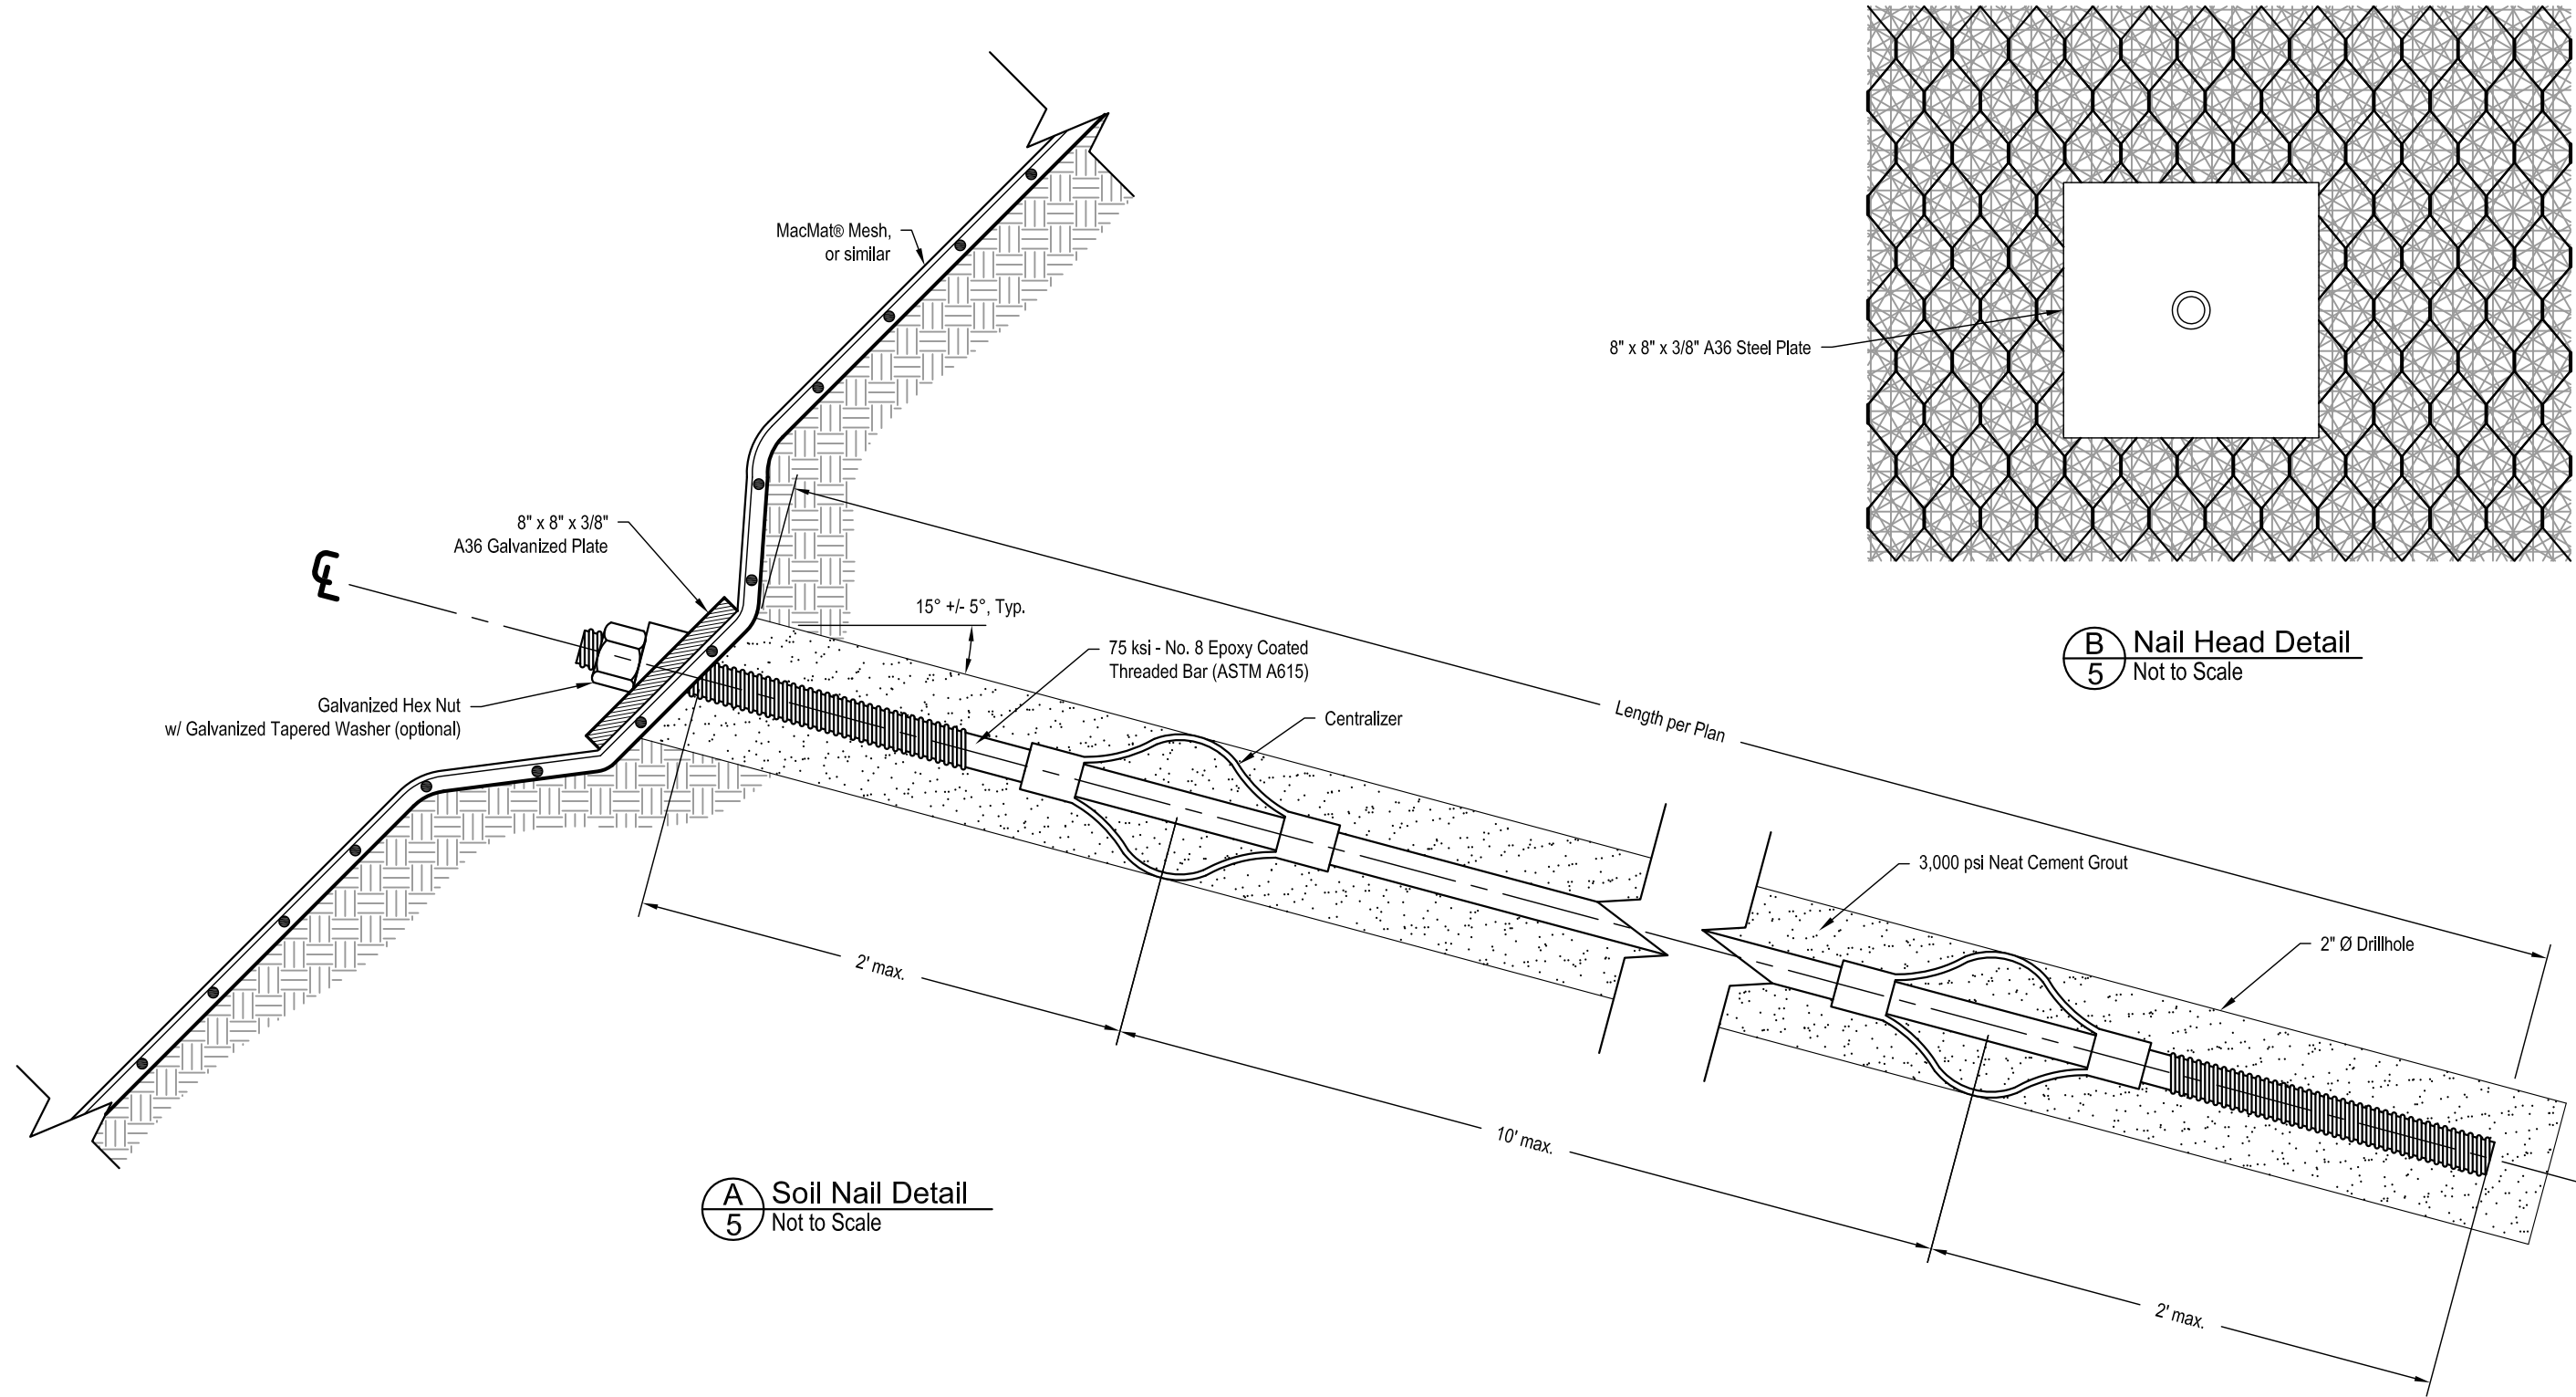 MacMat® Mesh,
or similar
8" x 8" x 3/8"
A36 Galvanized Plate
℄
15° +/- 5°, Typ.
75 ksi - No. 8 Epoxy Coated
Threaded Bar (ASTM A615)
Galvanized Hex Nut
w/ Galvanized Tapered Washer (optional)
Centralizer
Length per Plan
3,000 psi Neat Cement Grout
2" Ø Drillhole
2' max.
10' max.
2' max.
A
5
Soil Nail Detail
Not to Scale
8" x 8" x 3/8" A36 Steel Plate
B
5
Nail Head Detail
Not to Scale